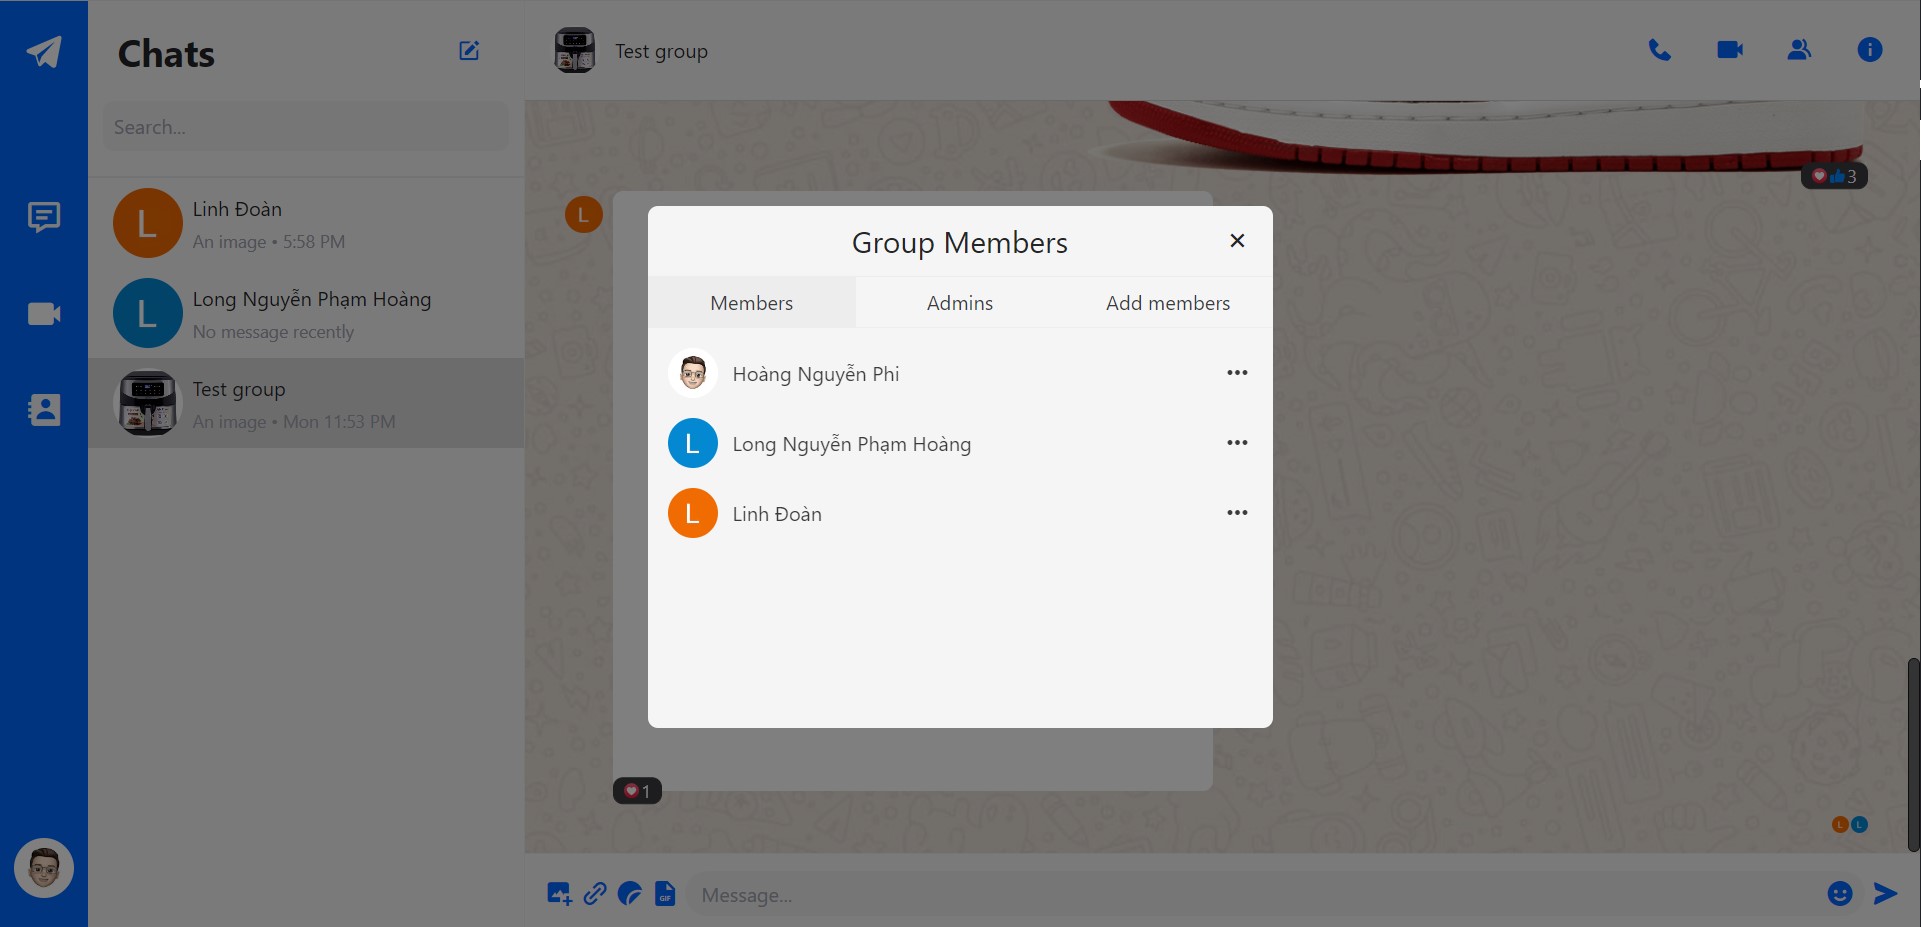 Chats
Search...
L
Linh Đoàn
An image • 5:58 PM
L
Long Nguyễn Phạm Hoàng
No message recently
Test group
An image • Mon 11:53 PM
Test group
3
L
Group Members
Members
Admins
Add members
Hoàng Nguyễn Phi
L
Long Nguyễn Phạm Hoàng
L
Linh Đoàn
1
L
L
GIF
Message...